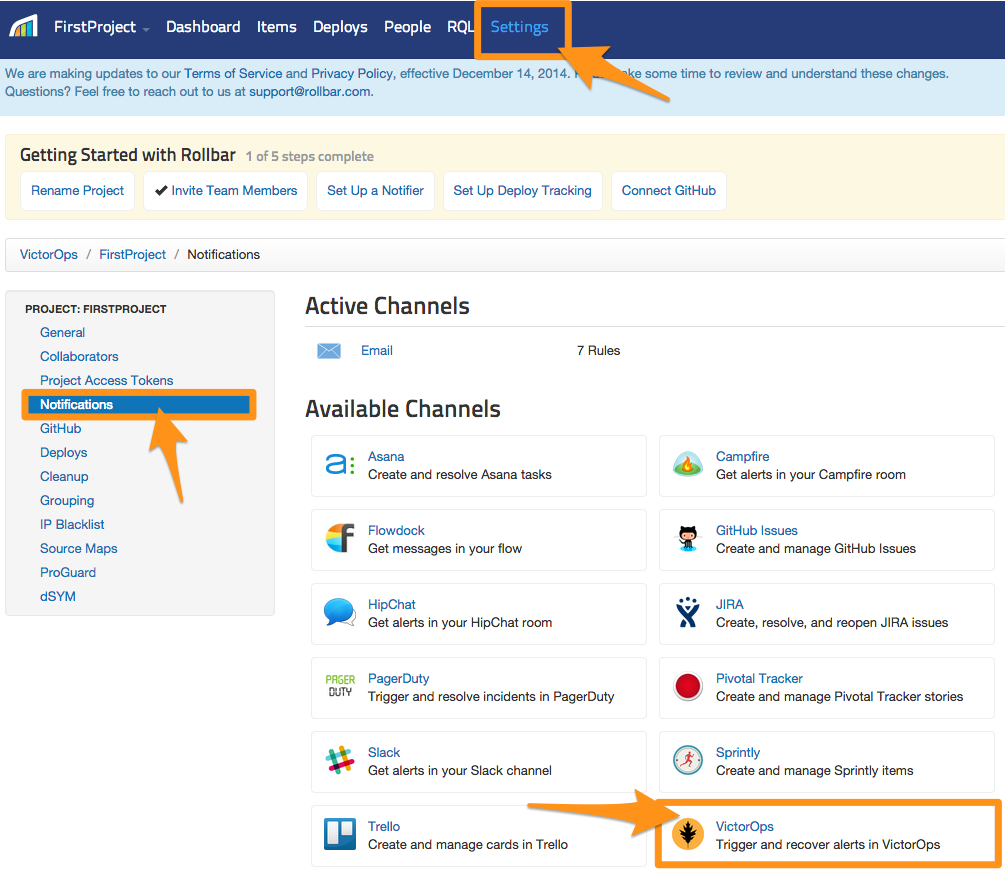 FirstProject Dashboard Items Deploys People RQL Settings
We are making updates to our Terms of Service and Privacy Policy, effective December 14, 2014. some time to review and understand these changes.
Questions? Feel free to reach out to us at support@rollbar.com.
Getting Started with Rollbar 1 of 5 steps complete
Rename Project ✔ Invite Team Members Set Up a Notifier Set Up Deploy Tracking Connect GitHub
VictorOps / FirstProject / Notifications
PROJECT: FIRSTPROJECT
General
Collaborators
Project Access Tokens
Notifications
GitHub
Deploys
Cleanup
Grouping
IP Blacklist
Source Maps
ProGuard
dSYM
Active Channels
Email 7 Rules
Available Channels
a:
Asana
Create and resolve Asana tasks
Campfire
Get alerts in your Campfire room
Flowdock
Get messages in your flow
GitHub Issues
Create and manage GitHub Issues
HipChat
Get alerts in your HipChat room
JIRA
Create, resolve, and reopen JIRA issues
PAGER
DUTY
PagerDuty
Trigger and resolve incidents in PagerDuty
Pivotal Tracker
Create and manage Pivotal Tracker stories
Slack
Get alerts in your Slack channel
Sprintly
Create and manage Sprintly items
Trello
Create and manage cards in Trello
VictorOps
Trigger and recover alerts in VictorOps